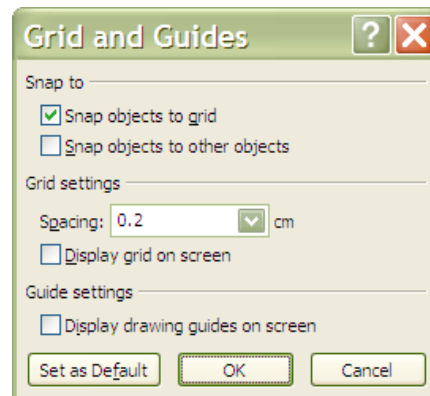 Grid and Guides
Snap to
Snap objects to grid
Snap objects to other objects
Grid settings
Spacing: 0.2 cm
Display grid on screen
Guide settings
Display drawing guides on screen
Set as Default OK Cancel